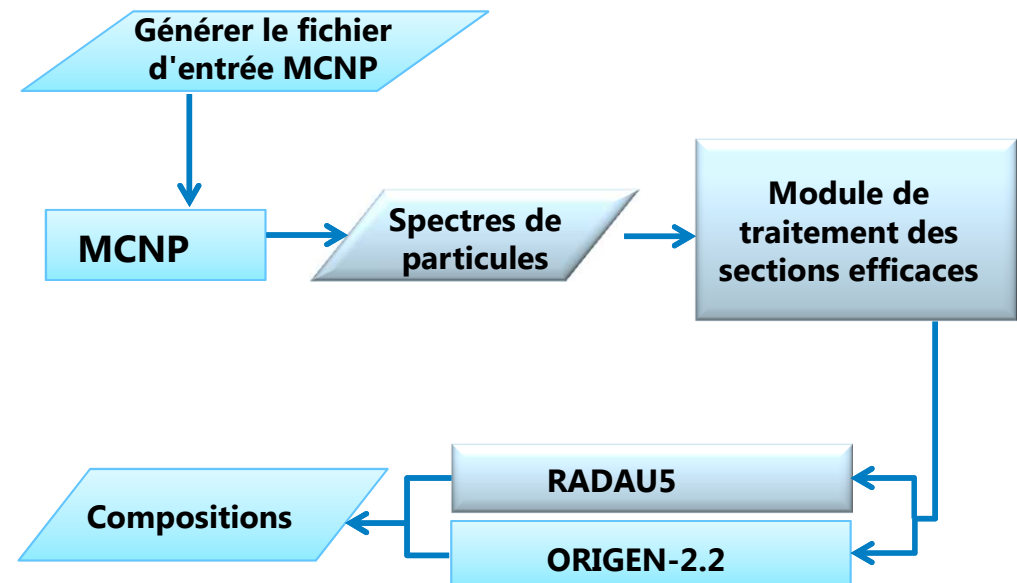 Générer le fichier
d'entrée MCNP
MCNP
Spectres de
particules
Module de
traitement des
sections efficaces
RADAU5
Compositions
ORIGEN-2.2